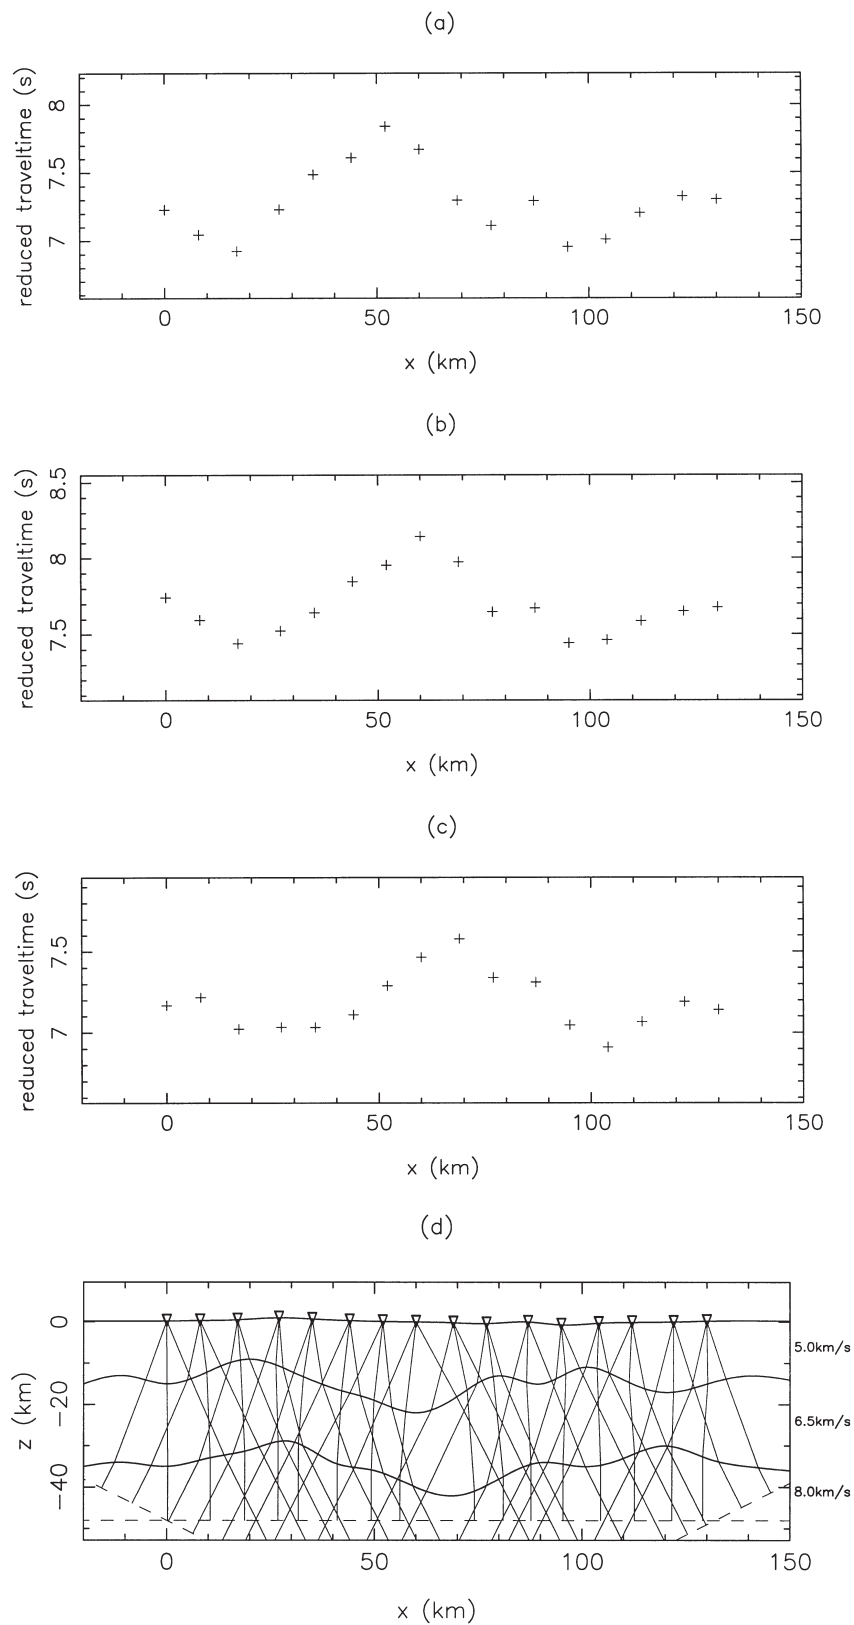 (a)
reduced traveltime (s)
8
7.5
7
0 50 100 150
x (km)
(b)
reduced traveltime (s)
8.5
8
7.5
0 50 100 150
x (km)
(c)
reduced traveltime (s)
7.5
7
0 50 100 150
x (km)
(d)
z (km)
0
−20
−40
5.0km/s
6.5km/s
8.0km/s
0 50 100 150
x (km)